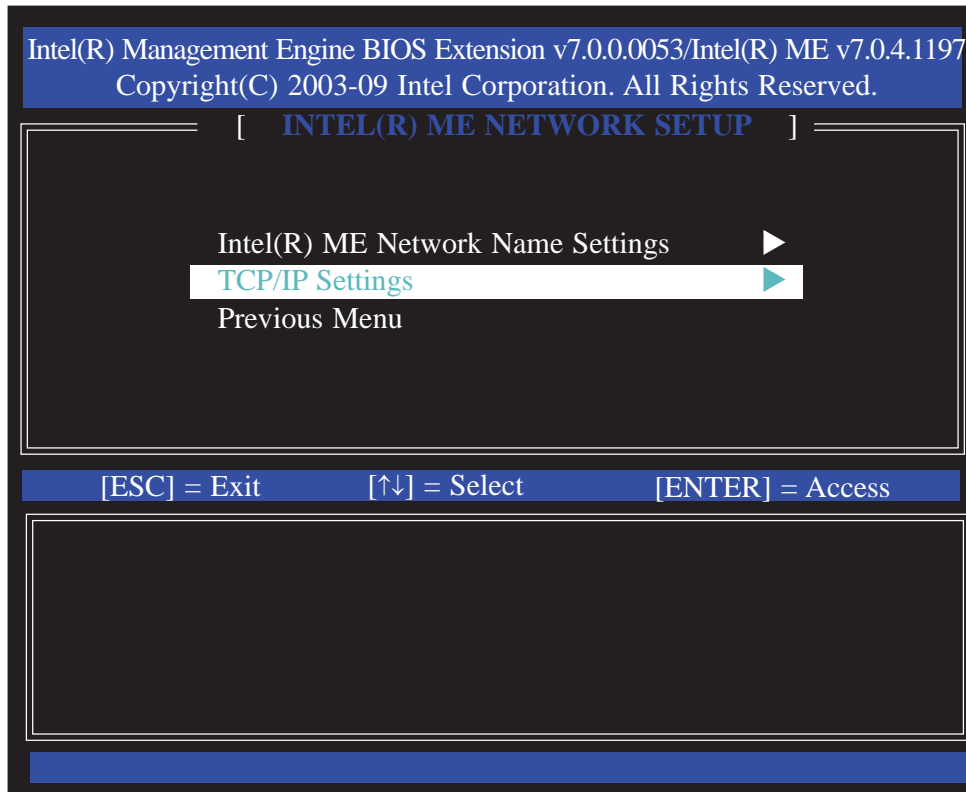 Intel(R) Management Engine BIOS Extension v7.0.0.0053/Intel(R) ME v7.0.4.1197
Copyright(C) 2003-09 Intel Corporation. All Rights Reserved.
[ INTEL(R) ME NETWORK SETUP ]
Intel(R) ME Network Name Settings ▶
TCP/IP Settings ▶
Previous Menu
[ESC] = Exit [↑↓] = Select [ENTER] = Access